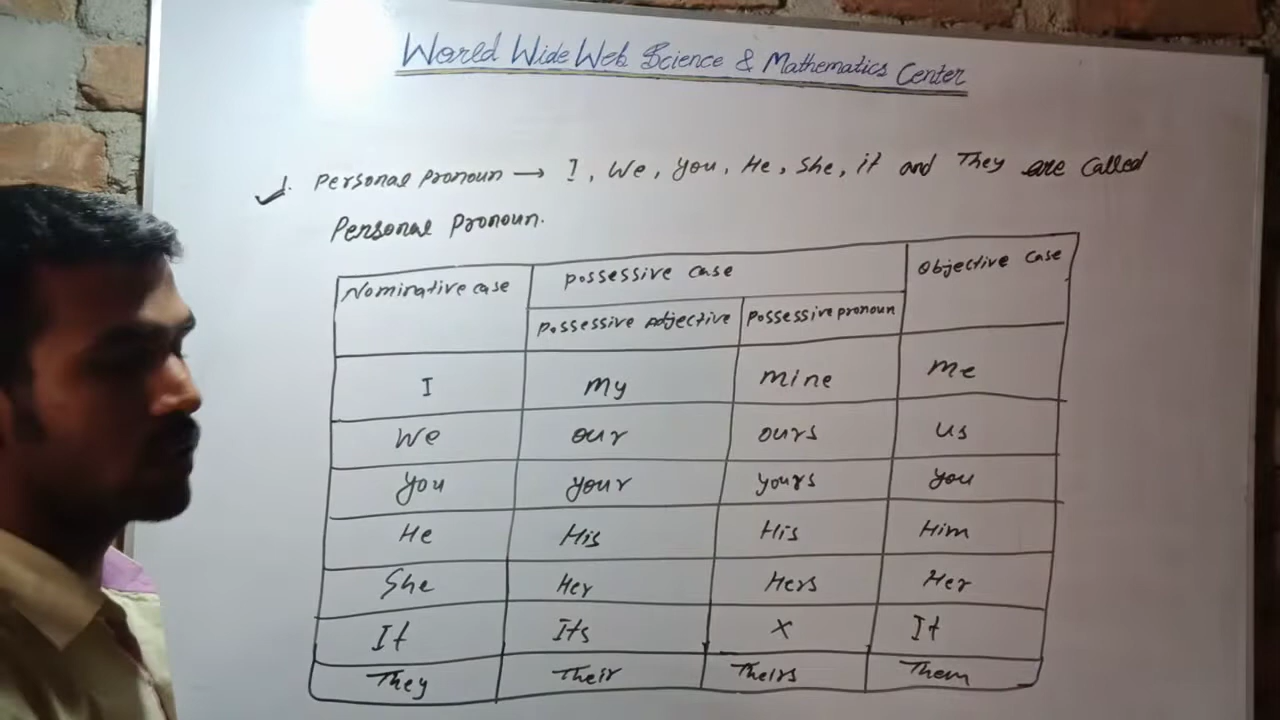 World Wide Web Science & Mathematics Center
1. Personal pronoun → I, We, you, He, She, it and They are called
Personal pronoun.
Nominative case possessive case Objective case
possessive Adjective possessive pronoun
I my mine me
We our ours us
you your yours you
He His His Him
She Her Hers Her
It Its x It
They Their Theirs Them